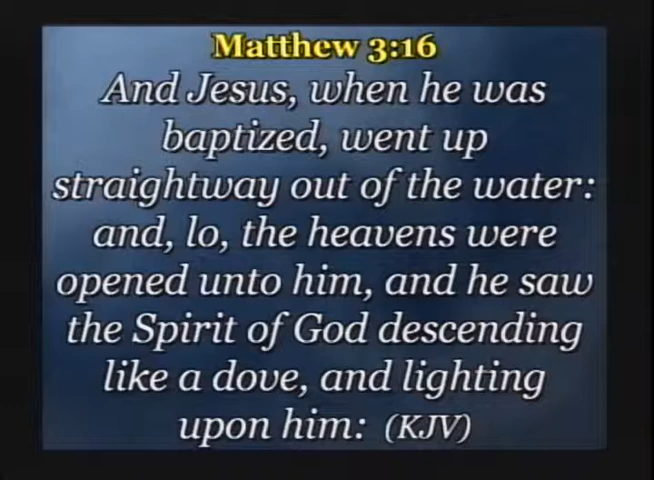 Matthew 3:16
And Jesus, when he was
baptized, went up
straightway out of the water:
and, lo, the heavens were
opened unto him, and he saw
the Spirit of God descending
like a dove, and lighting
upon him: (KJV)